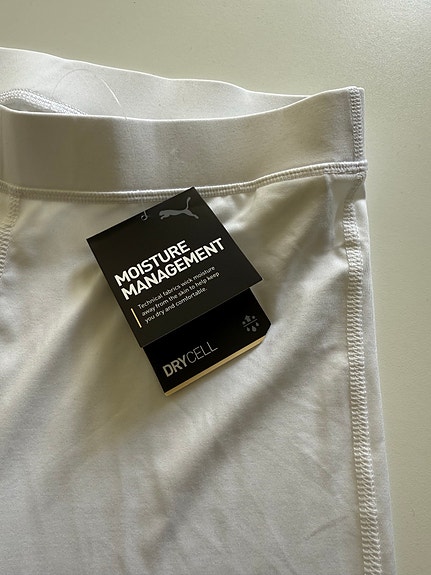 MOISTURE
MANAGEMENT
Technical fabrics wick moisture
away from the skin to help keep
you dry and comfortable.
DRYCELL